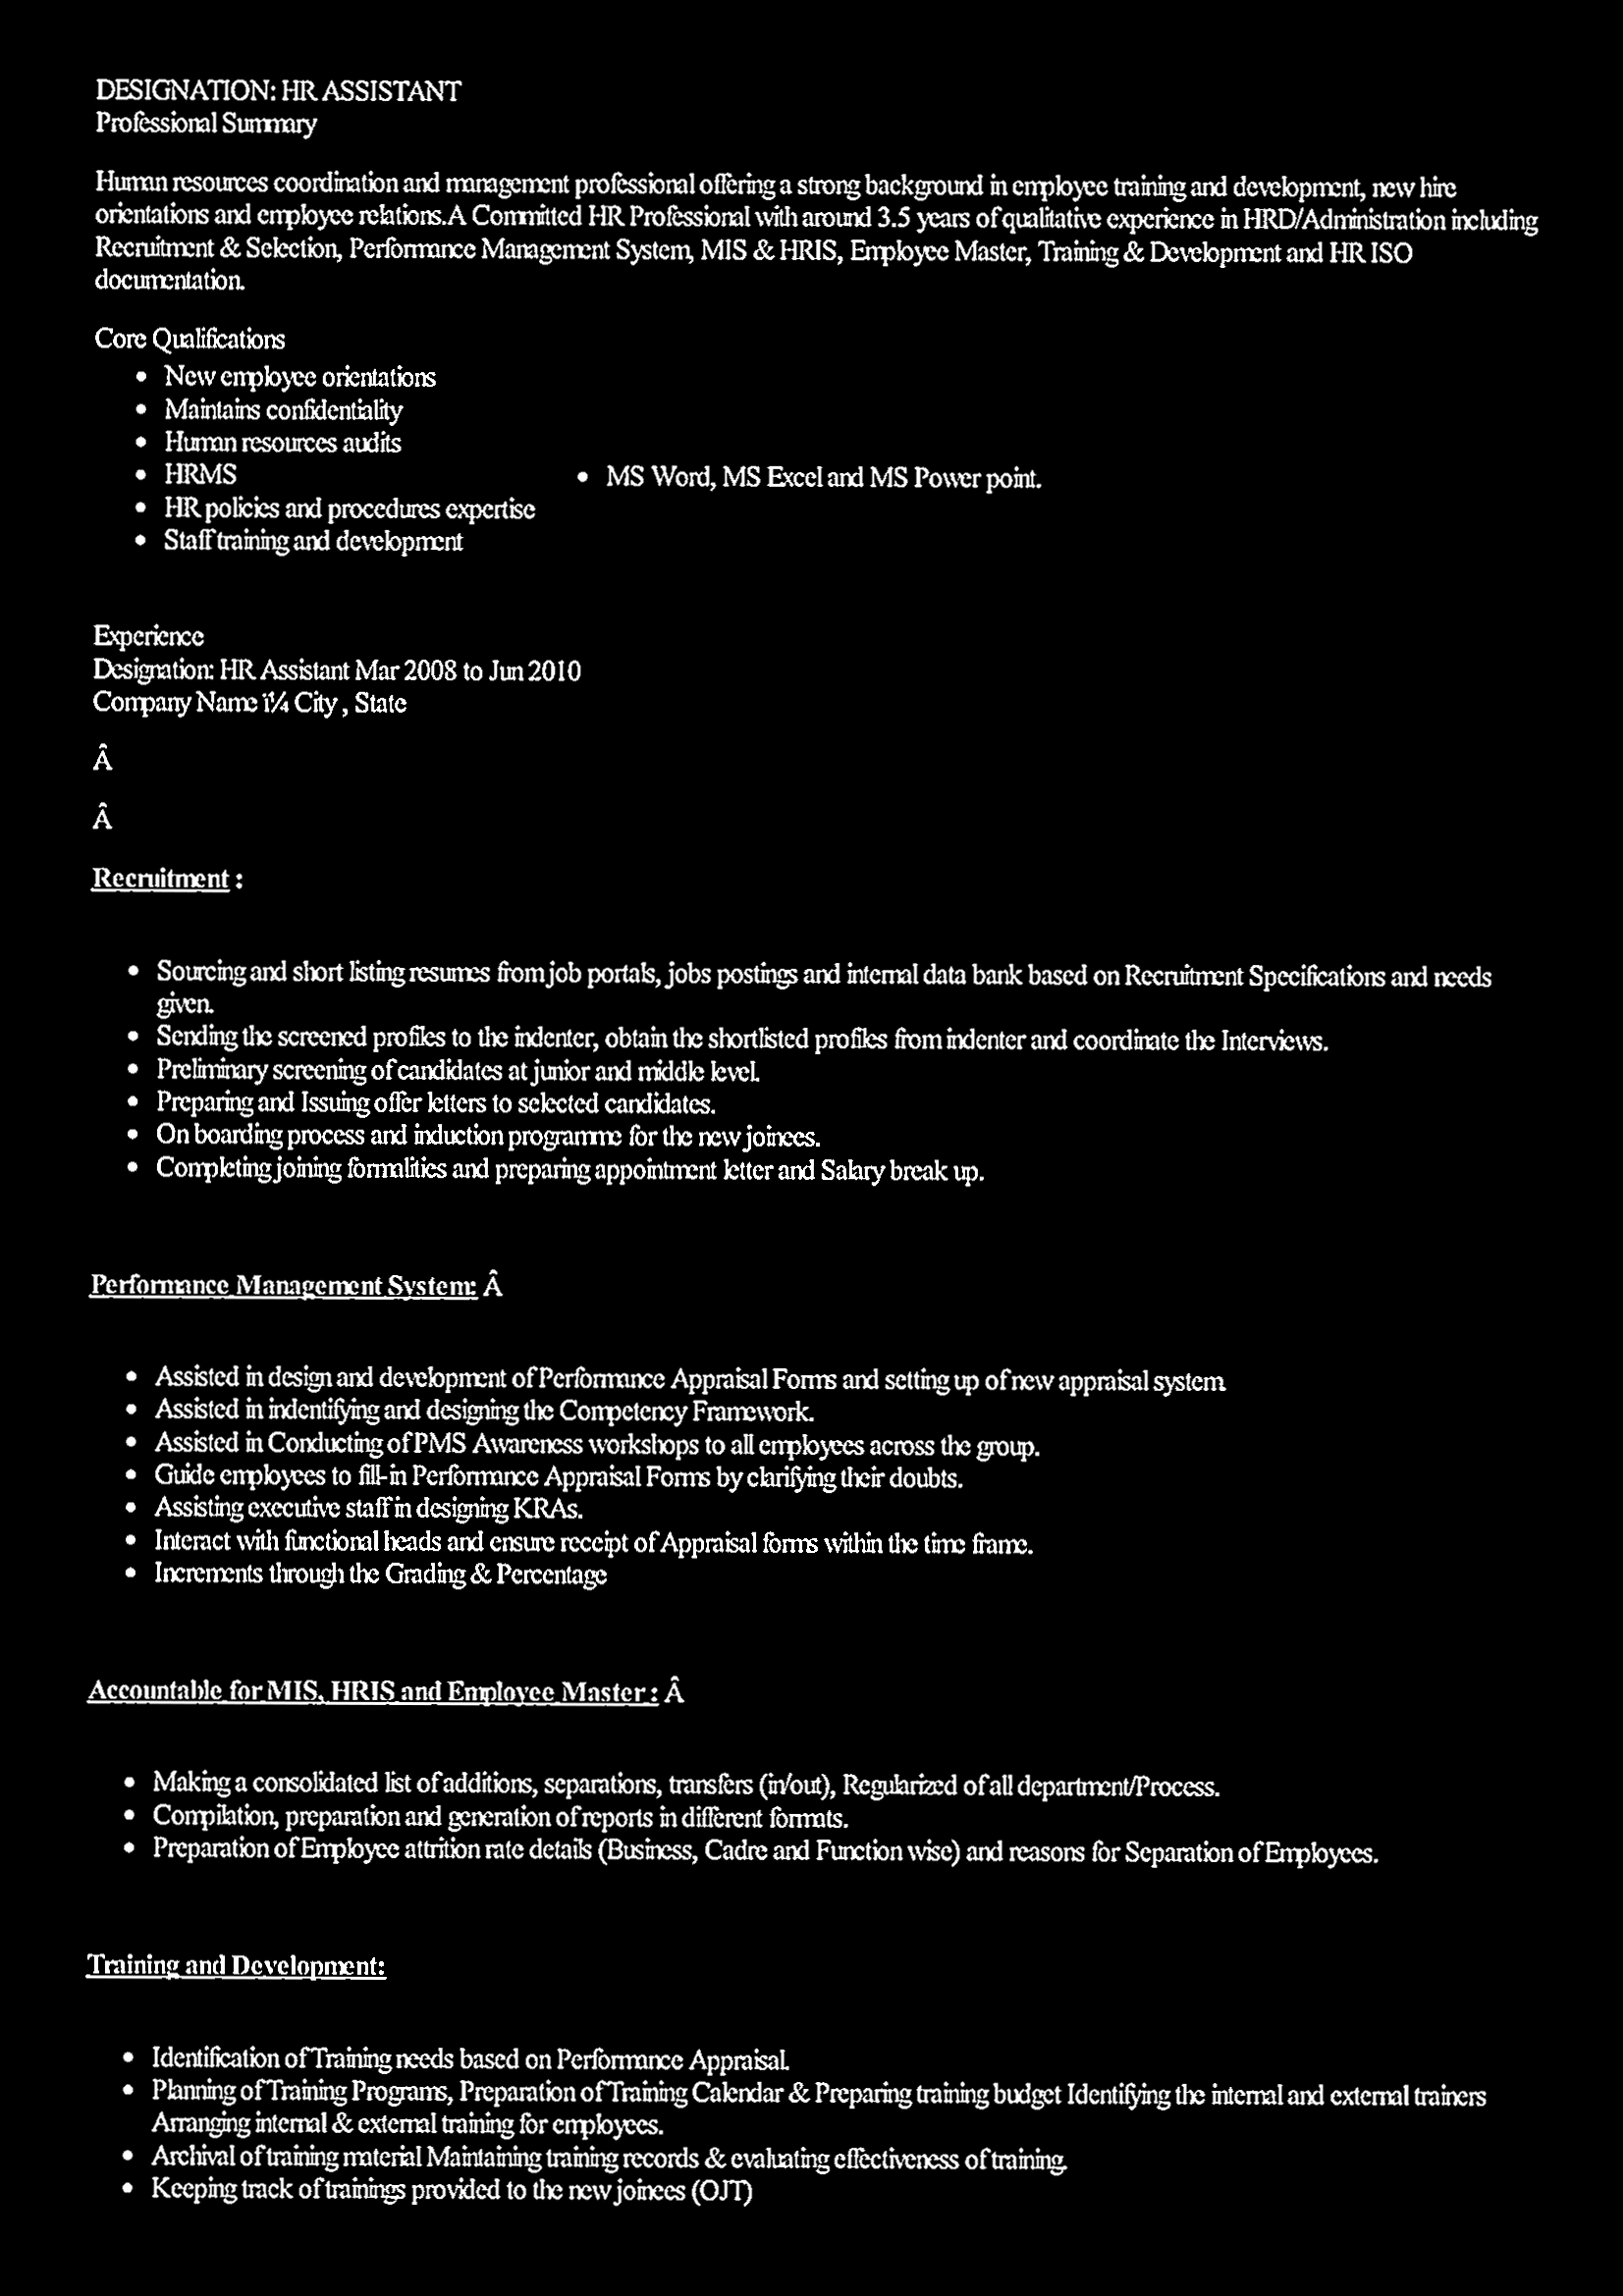 DESIGNATION: HR ASSISTANT
Professional Summary
Human resources coordination and management professional offering a strong background in employee training and development, new hire
orientations and employee relations.A Committed HR Professional with around 3.5 years of qualitative experience in HRD/Administration including
Recruitment & Selection, Performance Management System, MIS & HRIS, Employee Master, Training & Development and HR ISO
documentation.
Core Qualifications
• New employee orientations
• Maintains confidentiality
• Human resources audits
• HRMS
• HR policies and procedures expertise
• Staff training and development
• MS Word, MS Excel and MS Power point.
Experience
Designation: HR Assistant Mar 2008 to Jun 2010
Company Name ï¼ City , State
Â
Â
Recruitment :
• Sourcing and short listing resumes from job portals, jobs postings and internal data bank based on Recruitment Specifications and needs
given.
• Sending the screened profiles to the indenter, obtain the shortlisted profiles from indenter and coordinate the Interviews.
• Preliminary screening of candidates at junior and middle level.
• Preparing and Issuing offer letters to selected candidates.
• On boarding process and induction programme for the new joinees.
• Completing joining formalities and preparing appointment letter and Salary break up.
Performance Management System: Â
• Assisted in design and development of Performance Appraisal Forms and setting up of new appraisal system.
• Assisted in indentifying and designing the Competency Framework.
• Assisted in Conducting of PMS Awareness workshops to all employees across the group.
• Guide employees to fill-in Performance Appraisal Forms by clarifying their doubts.
• Assisting executive staff in designing KRAs.
• Interact with functional heads and ensure receipt of Appraisal forms within the time frame.
• Increments through the Grading & Percentage
Accountable for MIS, HRIS and Employee Master : Â
• Making a consolidated list of additions, separations, transfers (in/out), Regularized of all department/Process.
• Compilation, preparation and generation of reports in different formats.
• Preparation of Employee attrition rate details (Business, Cadre and Function wise) and reasons for Separation of Employees.
Training and Development:
• Identification of Training needs based on Performance Appraisal.
• Planning of Training Programs, Preparation of Training Calendar & Preparing training budget Identifying the internal and external trainers
Arranging internal & external training for employees.
• Archival of training material Maintaining training records & evaluating effectiveness of training.
• Keeping track of trainings provided to the new joinees (OJT)